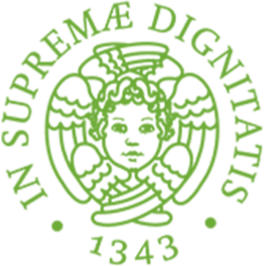 IN SUPREMÆ DIGNITATIS
1343